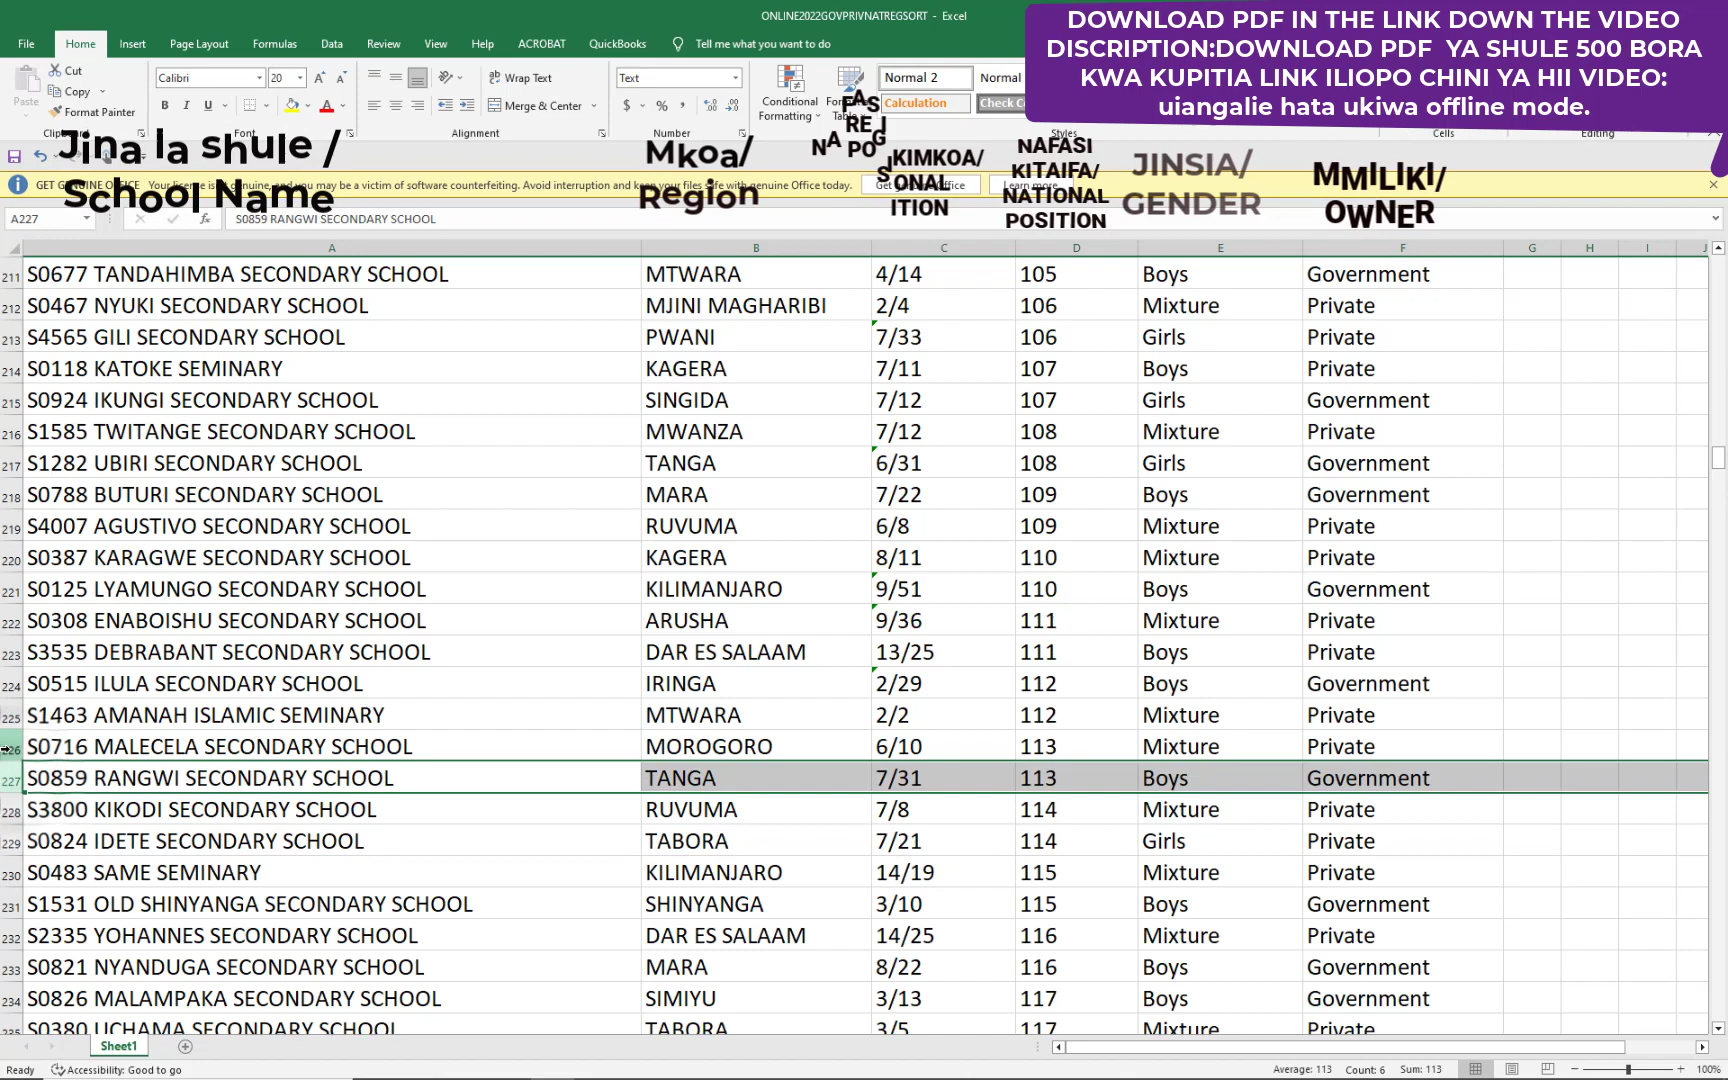 ONLINE2022GOVPRIVNATREGSORT - Excel
DOWNLOAD PDF IN THE LINK DOWN THE VIDEO
DISCRIPTION:DOWNLOAD PDF YA SHULE 500 BORA
KWA KUPITIA LINK ILIOPO CHINI YA HII VIDEO:
uiangalie hata ukiwa offline mode.
File Home Insert Page Layout Formulas Data Review View Help ACROBAT QuickBooks Tell me what you want to do
Paste
Cut
Copy
Format Painter
Calibri 20
B I U
Font
Wrap Text
Merge & Center
Alignment
Text
$ % ,
Number
Conditional
Formatting
Normal 2 Normal
Calculation
Styles Cells Editing
Jina la shule /
School Name
Mkoa/
Region
NAFASI
KIMKOA/
REGIONAL
POSITION
NAFASI
KITAIFA/
NATIONAL
POSITION
JINSIA/
GENDER
MMILIKI/
OWNER
GET GENUINE OFFICE Your license isn't genuine, and you may be a victim of software counterfeiting. Avoid interruption and keep your files safe with genuine Office today. Get genuine Office Learn more
A227 fx S0859 RANGWI SECONDARY SCHOOL
A B C D E F G H I J
211 S0677 TANDAHIMBA SECONDARY SCHOOL MTWARA 4/14 105 Boys Government
212 S0467 NYUKI SECONDARY SCHOOL MJINI MAGHARIBI 2/4 106 Mixture Private
213 S4565 GILI SECONDARY SCHOOL PWANI 7/33 106 Girls Private
214 S0118 KATOKE SEMINARY KAGERA 7/11 107 Boys Private
215 S0924 IKUNGI SECONDARY SCHOOL SINGIDA 7/12 107 Girls Government
216 S1585 TWITANGE SECONDARY SCHOOL MWANZA 7/12 108 Mixture Private
217 S1282 UBIRI SECONDARY SCHOOL TANGA 6/31 108 Girls Government
218 S0788 BUTURI SECONDARY SCHOOL MARA 7/22 109 Boys Government
219 S4007 AGUSTIVO SECONDARY SCHOOL RUVUMA 6/8 109 Mixture Private
220 S0387 KARAGWE SECONDARY SCHOOL KAGERA 8/11 110 Mixture Private
221 S0125 LYAMUNGO SECONDARY SCHOOL KILIMANJARO 9/51 110 Boys Government
222 S0308 ENABOISHU SECONDARY SCHOOL ARUSHA 9/36 111 Mixture Private
223 S3535 DEBRABANT SECONDARY SCHOOL DAR ES SALAAM 13/25 111 Boys Private
224 S0515 ILULA SECONDARY SCHOOL IRINGA 2/29 112 Boys Government
225 S1463 AMANAH ISLAMIC SEMINARY MTWARA 2/2 112 Mixture Private
226 S0716 MALECELA SECONDARY SCHOOL MOROGORO 6/10 113 Mixture Private
227 S0859 RANGWI SECONDARY SCHOOL TANGA 7/31 113 Boys Government
228 S3800 KIKODI SECONDARY SCHOOL RUVUMA 7/8 114 Mixture Private
229 S0824 IDETE SECONDARY SCHOOL TABORA 7/21 114 Girls Private
230 S0483 SAME SEMINARY KILIMANJARO 14/19 115 Mixture Private
231 S1531 OLD SHINYANGA SECONDARY SCHOOL SHINYANGA 3/10 115 Boys Government
232 S2335 YOHANNES SECONDARY SCHOOL DAR ES SALAAM 14/25 116 Mixture Private
233 S0821 NYANDUGA SECONDARY SCHOOL MARA 8/22 116 Boys Government
234 S0826 MALAMPAKA SECONDARY SCHOOL SIMIYU 3/13 117 Boys Government
235 S0380 UCHAMA SECONDARY SCHOOL TABORA 3/5 117 Mixture Private
Sheet1
Ready Accessibility: Good to go Average: 113 Count: 6 Sum: 113 100%